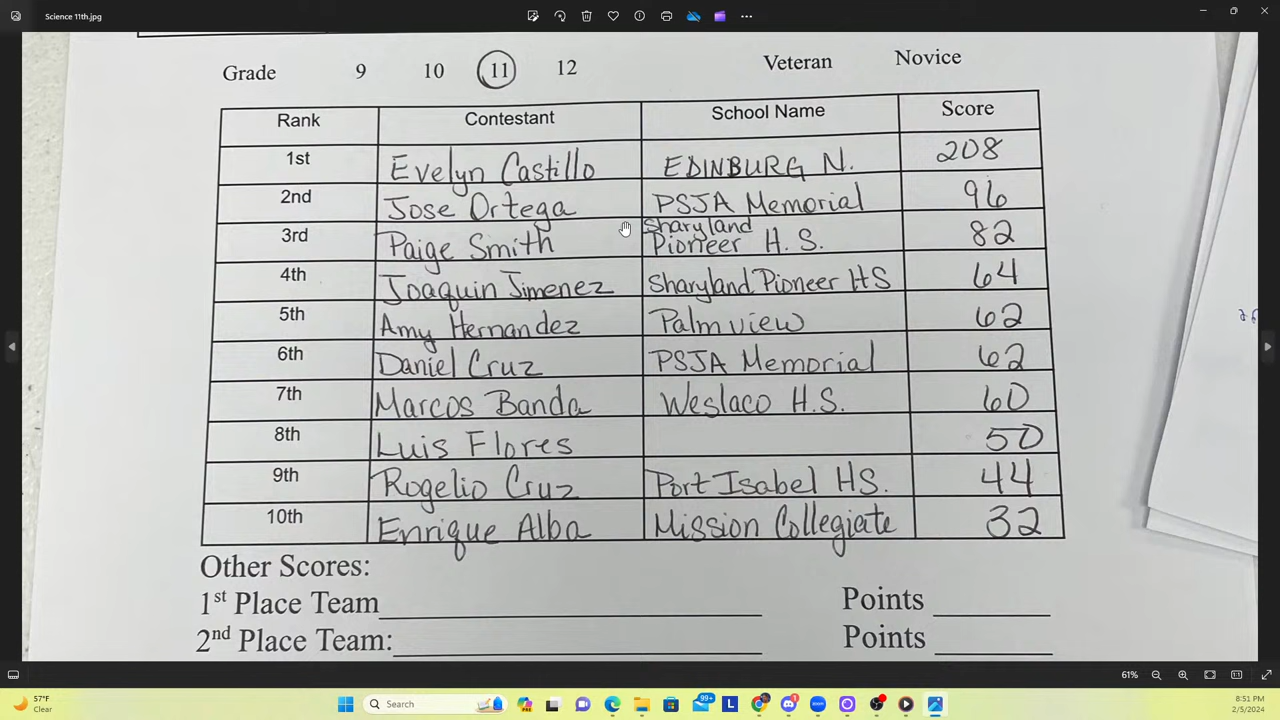 Science 11th.jpg
Grade 9 10 11 12 Veteran Novice
Rank Contestant School Name Score
1st Evelyn Castillo EDINBURG N. 208
2nd Jose Ortega PSJA Memorial 96
3rd Paige Smith Sharyland Pioneer H. S. 82
4th Joaquin Jimenez Sharyland Pioneer HS 64
5th Amy Hernandez Palmview 62
6th Daniel Cruz PSJA Memorial 62
7th Marcos Banda Weslaco H.S. 60
8th Luis Flores 50
9th Rogelio Cruz Port Isabel HS. 44
10th Enrique Alba Mission Collegiate 32
Other Scores:
1st Place Team Points
2nd Place Team: Points
61%
57°F
Clear
Search
99+
L
1
8:51 PM
2/5/2024